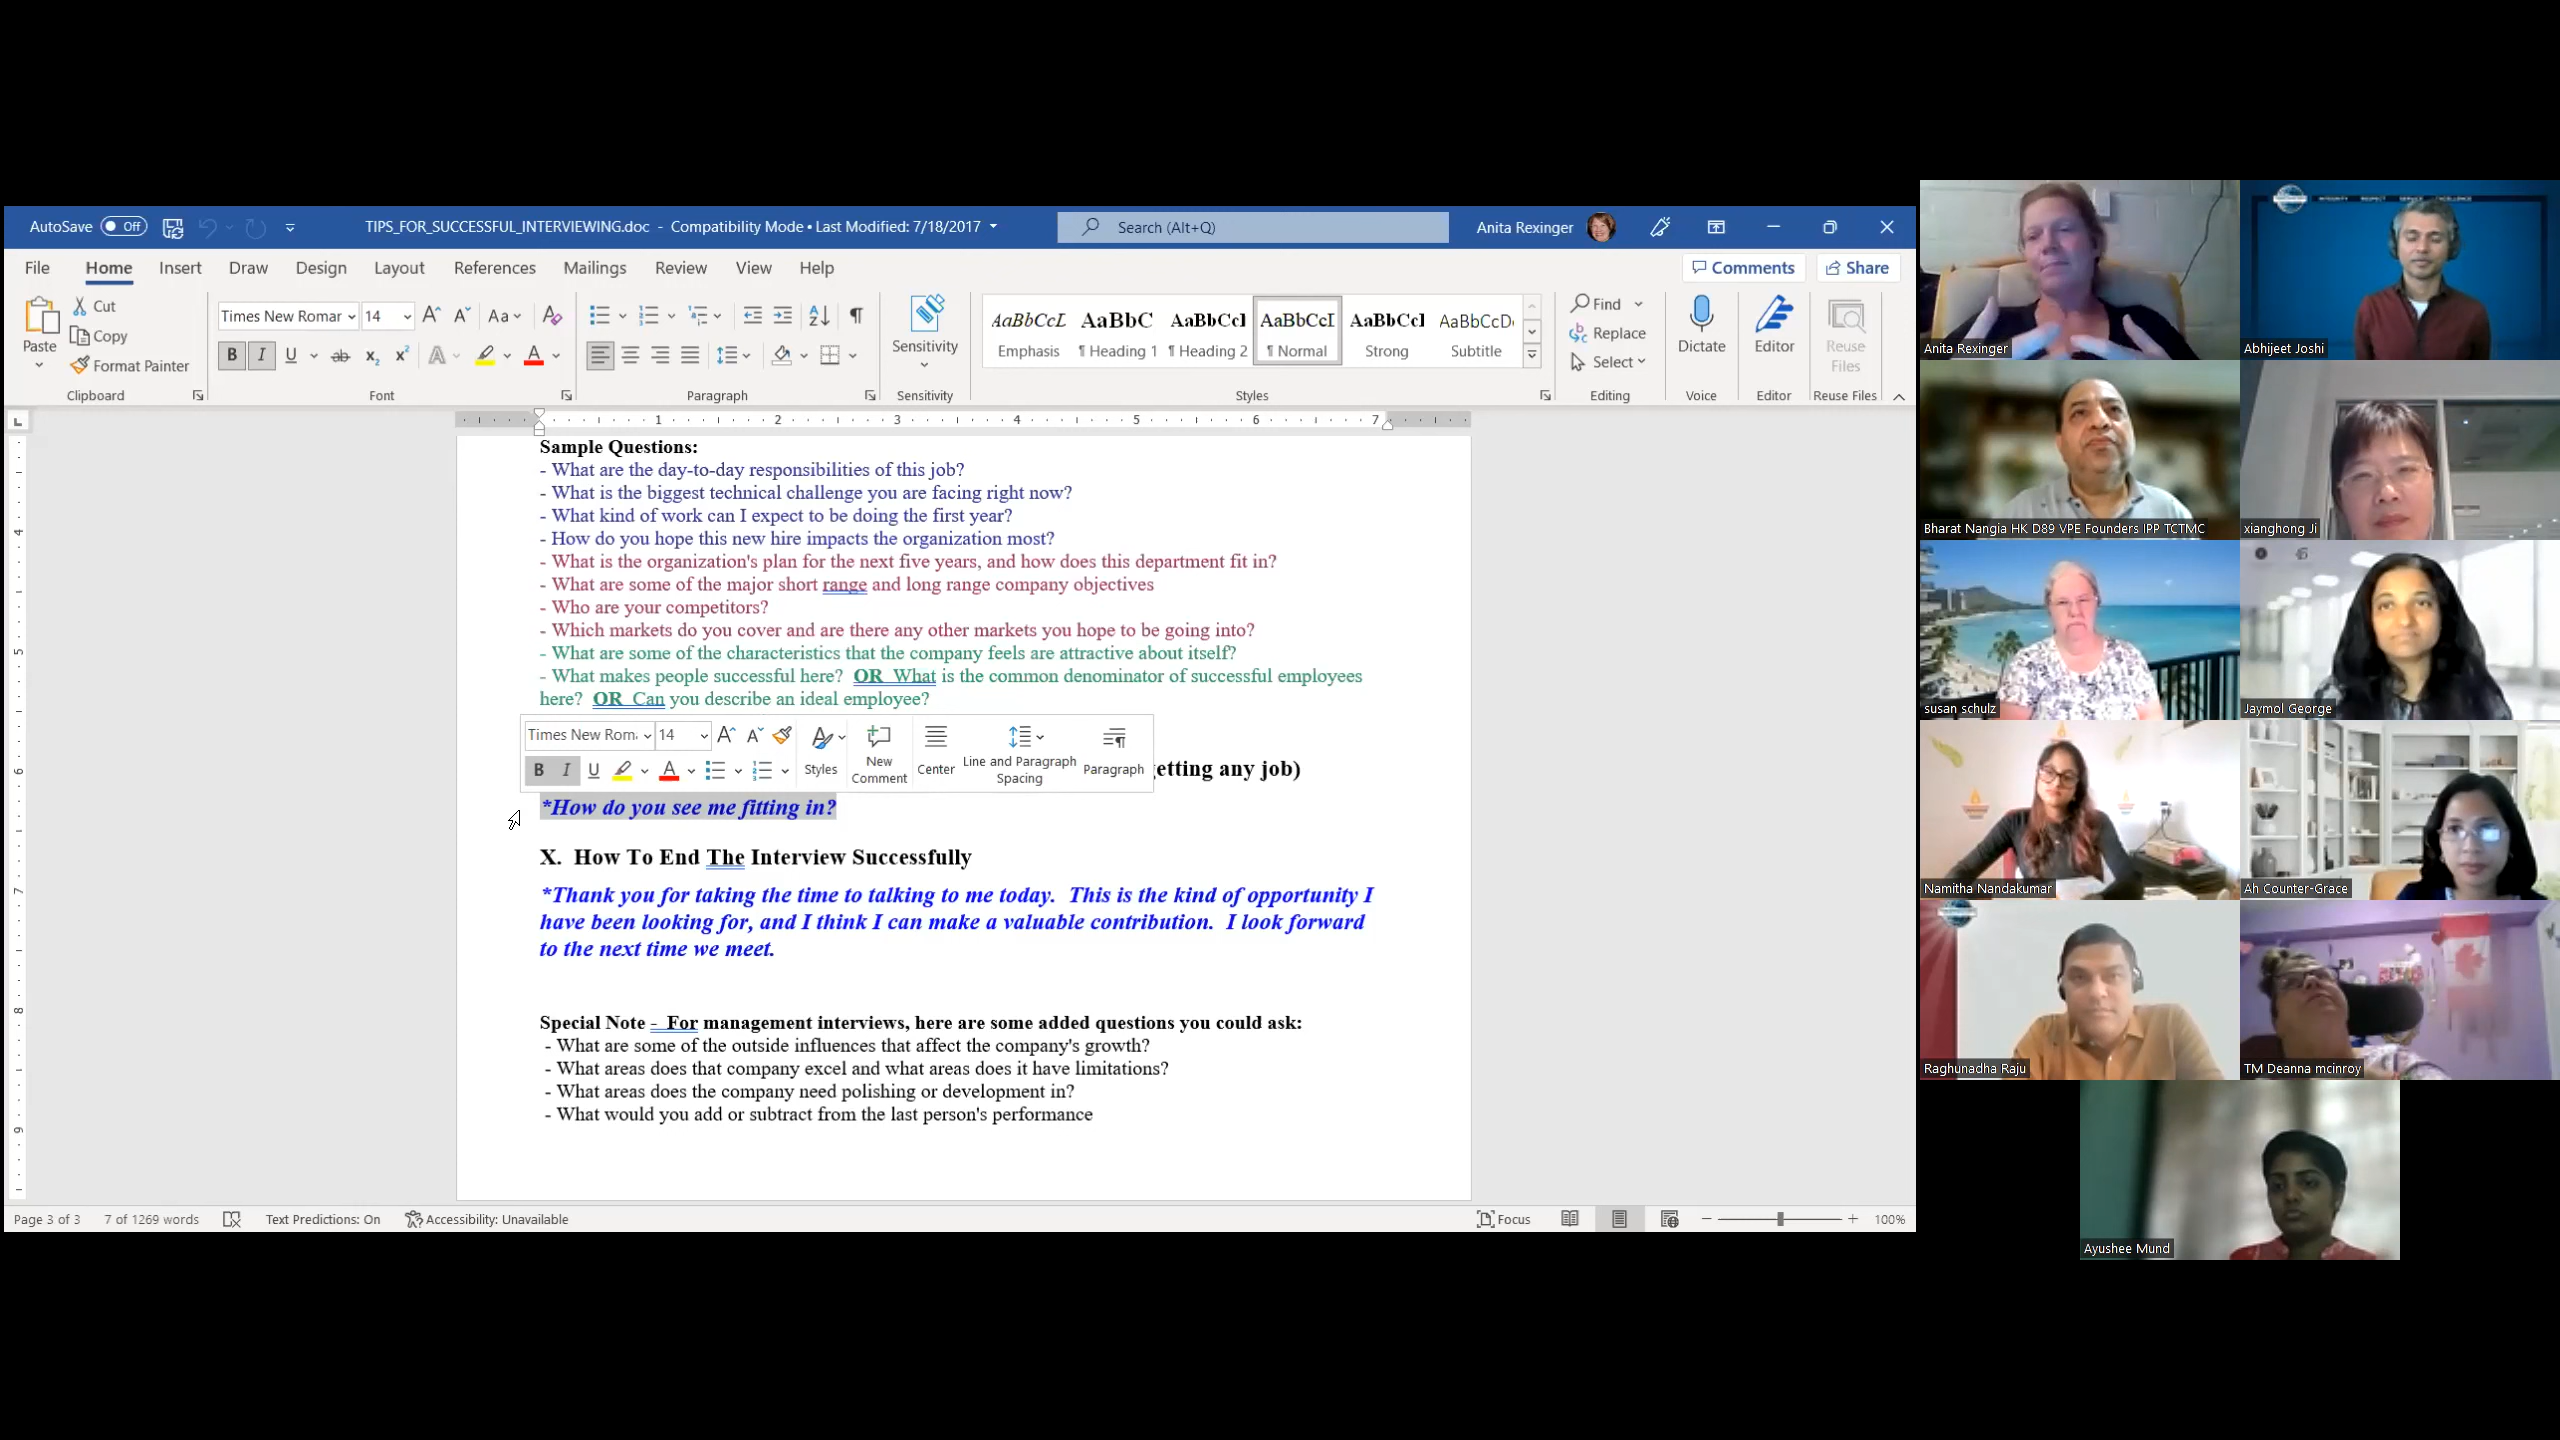 AutoSave Off TIPS_FOR_SUCCESSFUL_INTERVIEWING.doc - Compatibility Mode • Last Modified: 7/18/2017 Search (Alt+Q) Anita Rexinger
File Home Insert Draw Design Layout References Mailings Review View Help Comments Share
Paste
Cut
Copy
Format Painter
Clipboard
Times New Romar 14
Font
Paragraph
Sensitivity
Sensitivity
AaBbCcL AaBbC AaBbCcI AaBbCcI AaBbCcI AaBbCcD
Emphasis ¶ Heading 1 ¶ Heading 2 ¶ Normal Strong Subtitle
Styles
Find
Replace
Select
Editing
Dictate
Voice
Editor
Editor
Reuse Files
Reuse Files
1 2 3 4 5 6 7
4
5
6
7
8
9
Sample Questions:
- What are the day-to-day responsibilities of this job?
- What is the biggest technical challenge you are facing right now?
- What kind of work can I expect to be doing the first year?
- How do you hope this new hire impacts the organization most?
- What is the organization's plan for the next five years, and how does this department fit in?
- What are some of the major short range and long range company objectives
- Who are your competitors?
- Which markets do you cover and are there any other markets you hope to be going into?
- What are some of the characteristics that the company feels are attractive about itself?
- What makes people successful here? OR What is the common denominator of successful employees
here? OR Can you describe an ideal employee?
Times New Rom 14
Styles
New Comment
Center
Line and Paragraph Spacing
Paragraph
etting any job)
*How do you see me fitting in?
X. How To End The Interview Successfully
*Thank you for taking the time to talking to me today. This is the kind of opportunity I
have been looking for, and I think I can make a valuable contribution. I look forward
to the next time we meet.
Special Note - For management interviews, here are some added questions you could ask:
- What are some of the outside influences that affect the company's growth?
- What areas does that company excel and what areas does it have limitations?
- What areas does the company need polishing or development in?
- What would you add or subtract from the last person's performance
Page 3 of 3 7 of 1269 words Text Predictions: On Accessibility: Unavailable Focus 100%
Anita Rexinger
Abhijeet Joshi
Bharat Nangia HK D89 VPE Founders IPP TCTMC
xianghong Ji
susan schulz
Jaymol George
Namitha Nandakumar
Ah Counter-Grace
Raghunadha Raju
TM Deanna mcinroy
Ayushee Mund